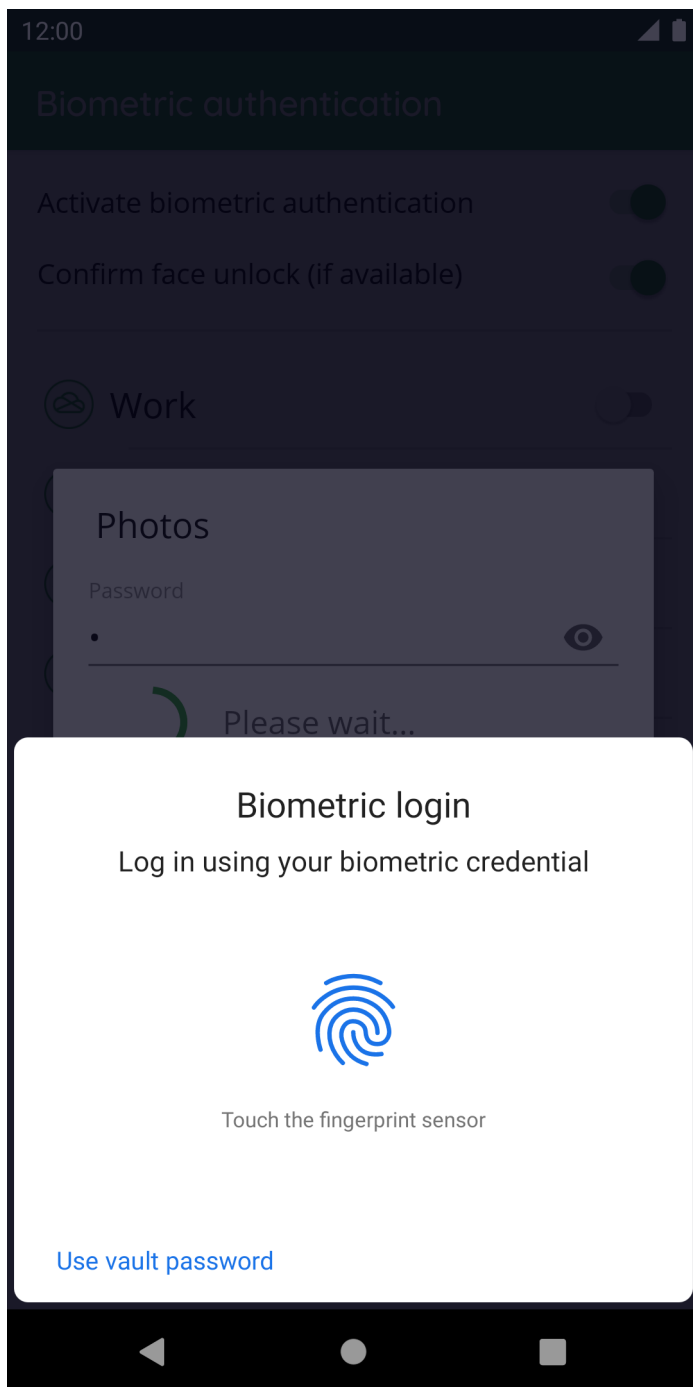 12:00
Biometric authentication
Activate biometric authentication
Confirm face unlock (if available)
Work
Photos
Password
Please wait...
Biometric login
Log in using your biometric credential
Touch the fingerprint sensor
Use vault password